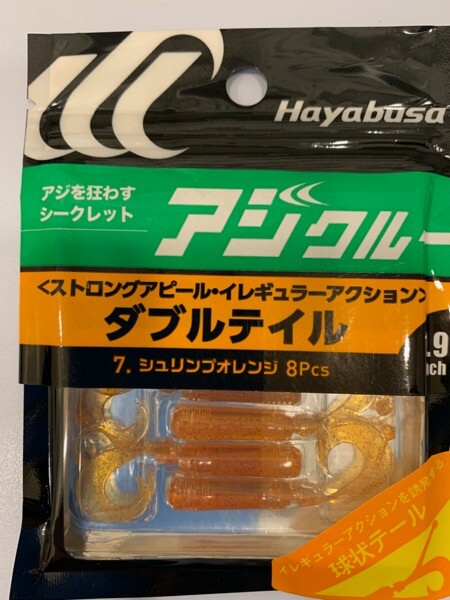 Hayabusa
アジを狂わす
シークレット
アジクルー
<ストロングアピール・イレギュラーアクション>
ダブルテイル
7. シュリンプオレンジ 8Pcs
.9
nch
イレギュラーアクションを誘発する
球状テール